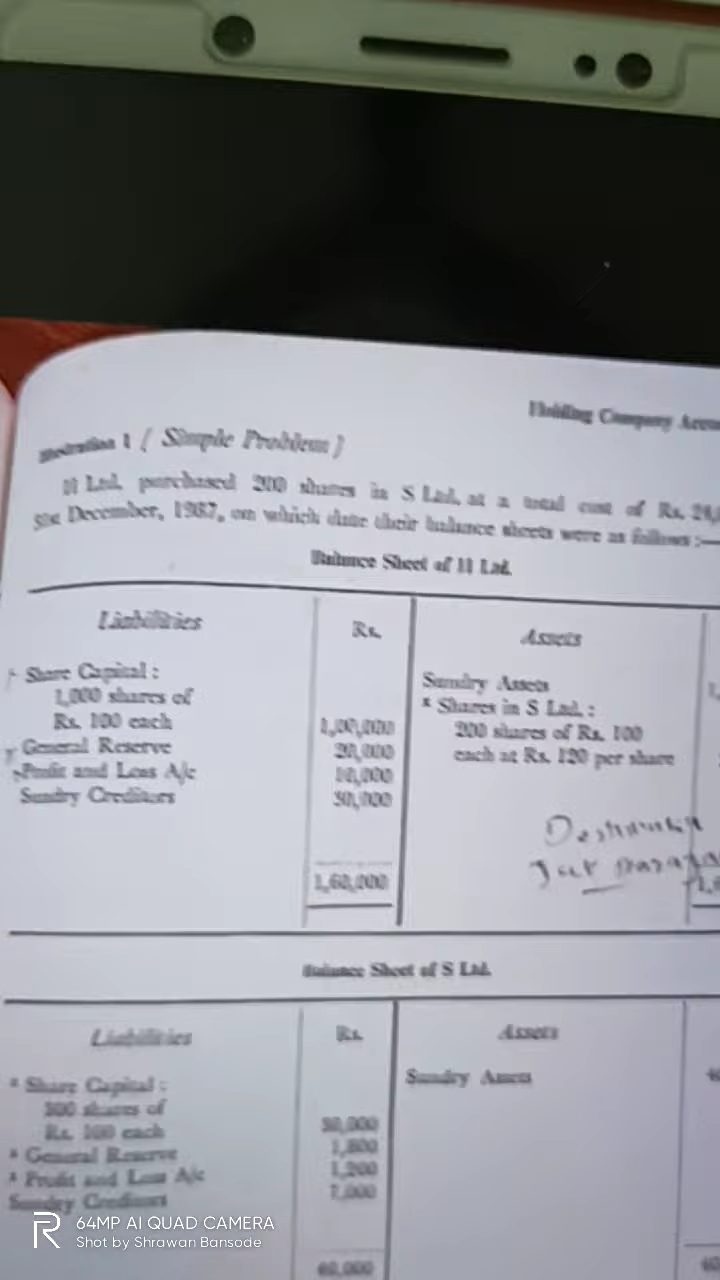 Holding Company
Illustration 1 ( Simple Problem )
H Ltd. purchased 200 shares in S Ltd. at a total cost of Rs. 24,
31st December, 1987, on which date their balance sheets were as follows :—
Balance Sheet of H Ltd.
Liabilities Rs. Assets
Share Capital : Sundry Assets
1,000 shares of Shares in S Ltd. :
Rs. 100 each 1,00,000 200 shares of Rs. 100
General Reserve 20,000 each at Rs. 120 per share
Profit and Loss A/c 10,000
Sundry Creditors 30,000
1,60,000
Balance Sheet of S Ltd.
Liabilities Rs. Assets
Share Capital : Sundry Assets
shares of
Rs. 100 each
General Reserve 1,800
Profit and Loss A/c 1,200
Sundry Creditors 7,000
R 64MP AI QUAD CAMERA
Shot by Shrawan Bansode